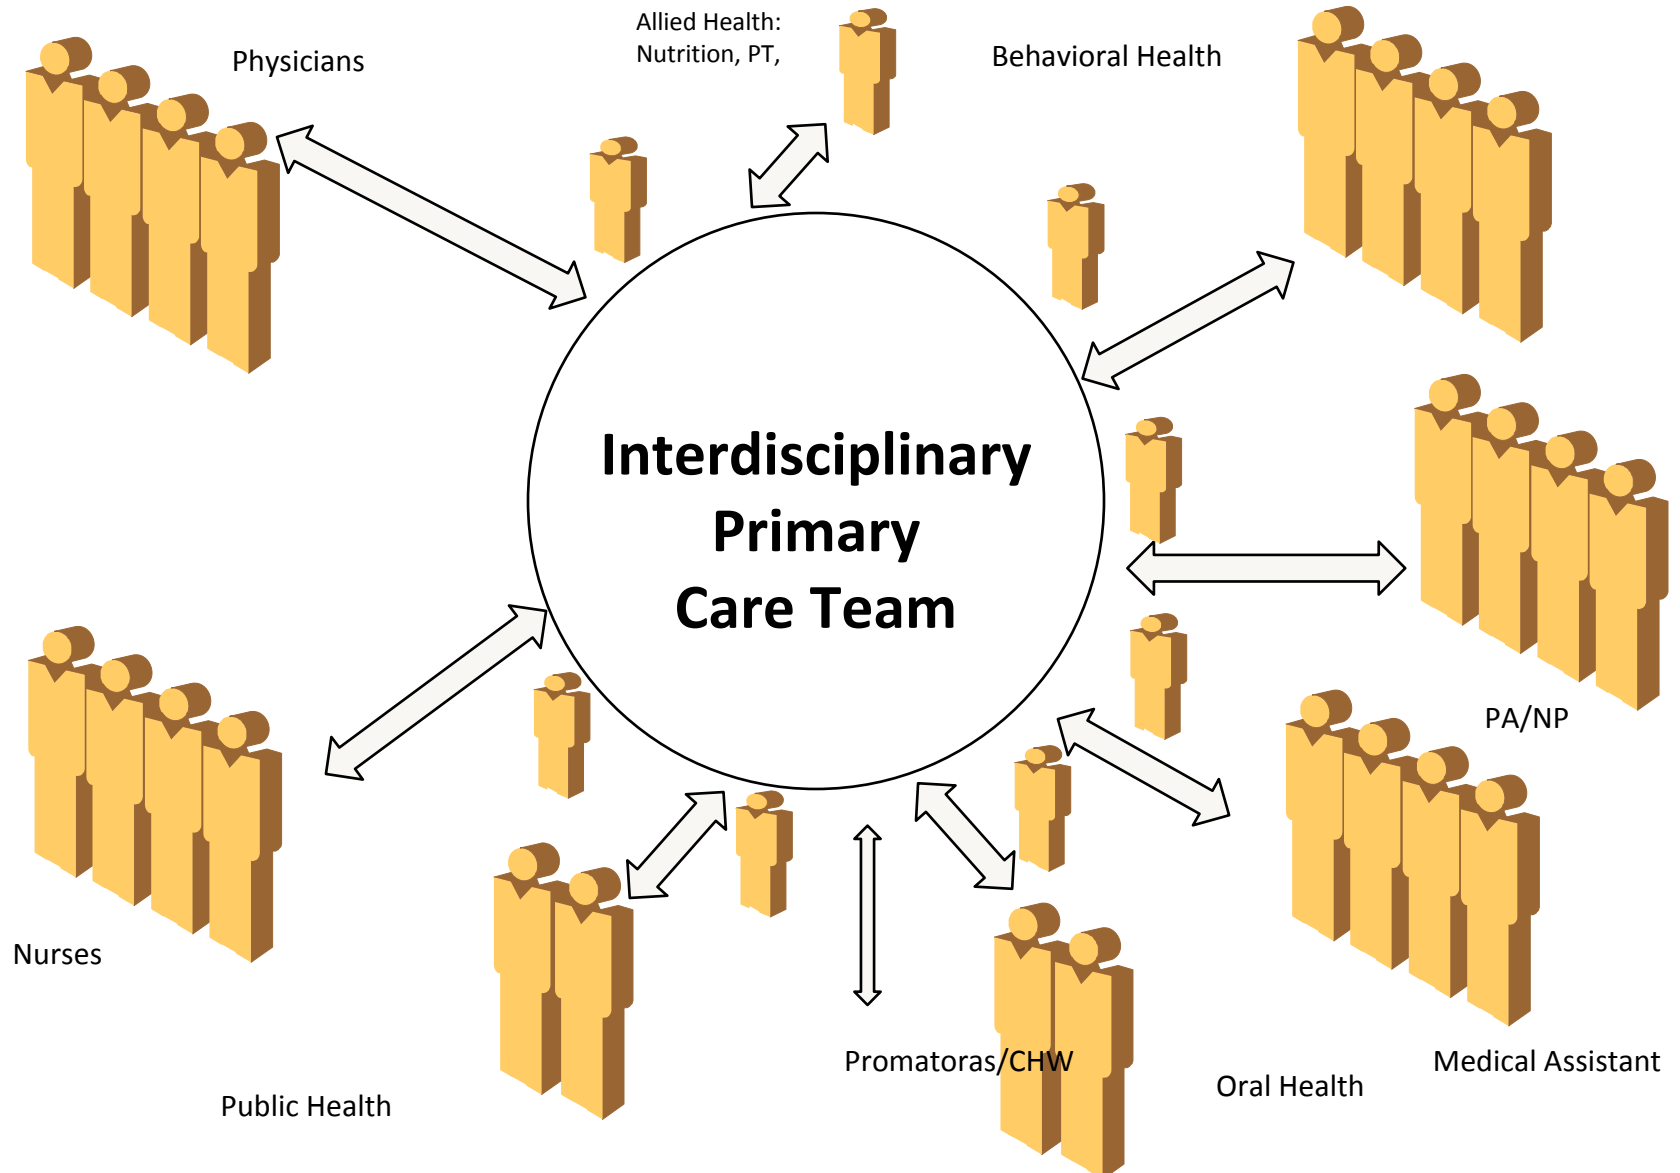 Allied Health:
Nutrition, PT,
Physicians
Behavioral Health
Interdisciplinary
Primary
Care Team
PA/NP
Nurses
Promatoras/CHW
Medical Assistant
Oral Health
Public Health